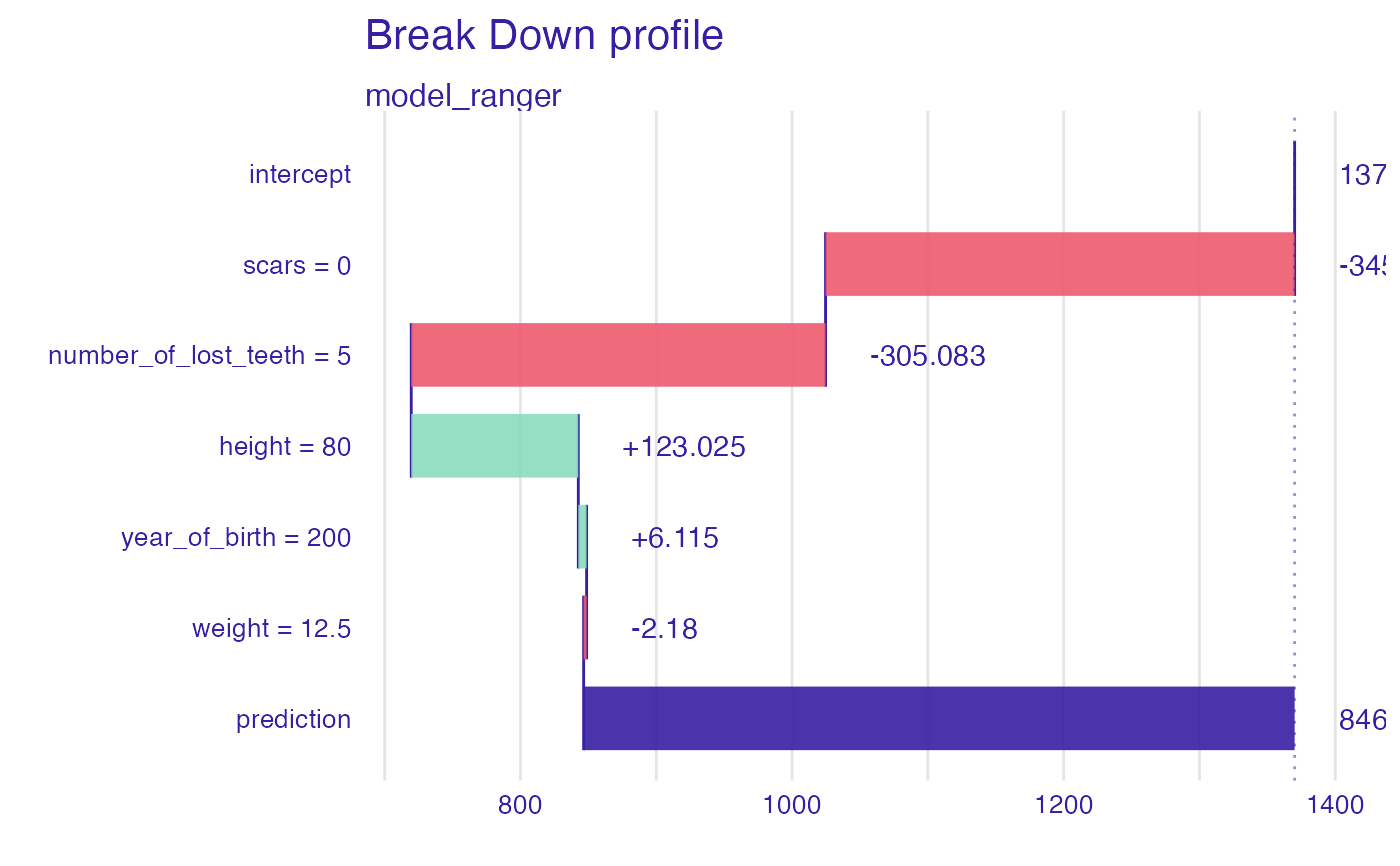 Break Down profile
model_ranger
intercept 137
scars = 0 -345
number_of_lost_teeth = 5 -305.083
height = 80 +123.025
year_of_birth = 200 +6.115
weight = 12.5 -2.18
prediction 846
800 1000 1200 1400